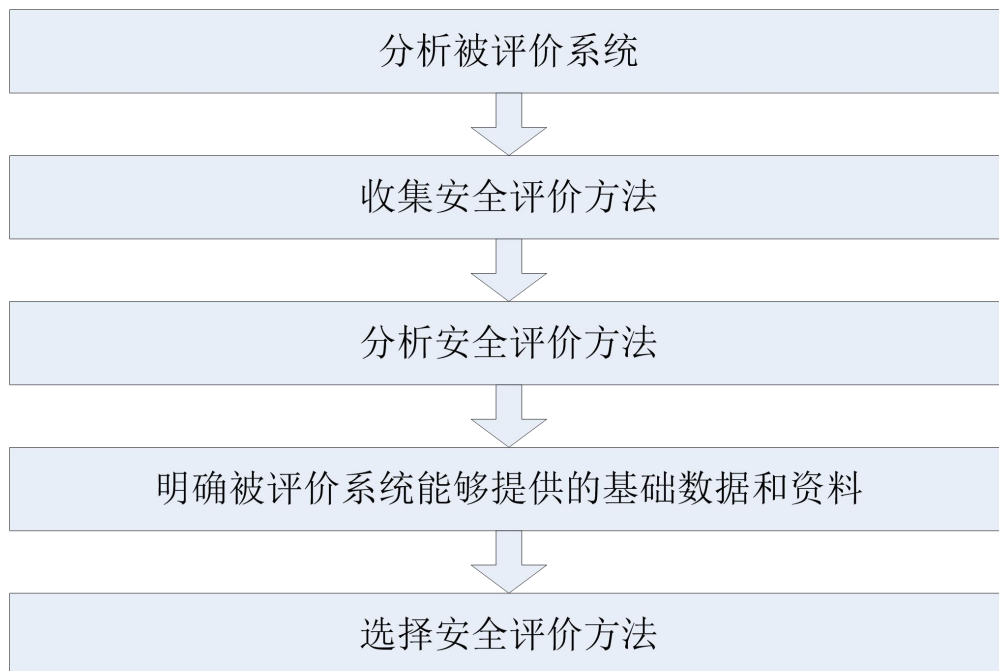 分析被评价系统
收集安全评价方法
分析安全评价方法
明确被评价系统能够提供的基础数据和资料
选择安全评价方法